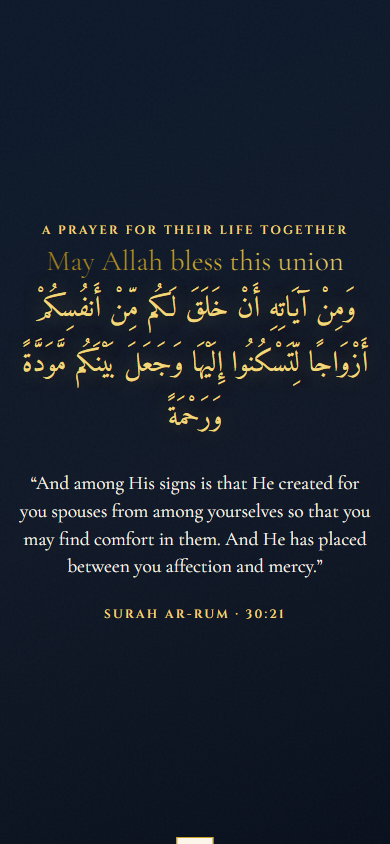 A PRAYER FOR THEIR LIFE TOGETHER
May Allah bless this union
وَمِنْ آيَاتِهِ أَنْ خَلَقَ لَكُم مِّنْ أَنفُسِكُمْ
أَزْوَاجًا لِّتَسْكُنُوا إِلَيْهَا وَجَعَلَ بَيْنَكُم مَّوَدَّةً
وَرَحْمَةً
“And among His signs is that He created for
you spouses from among yourselves so that you
may find comfort in them. And He has placed
between you affection and mercy.”
SURAH AR-RUM · 30:21